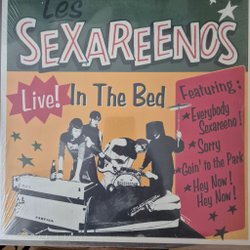 Les
SEXAREENOS
Live! In The Bed
Featuring:
Everybody
Sexareeno!
Sorry
Goin' to the Park
Hey Now!
Hey Now!